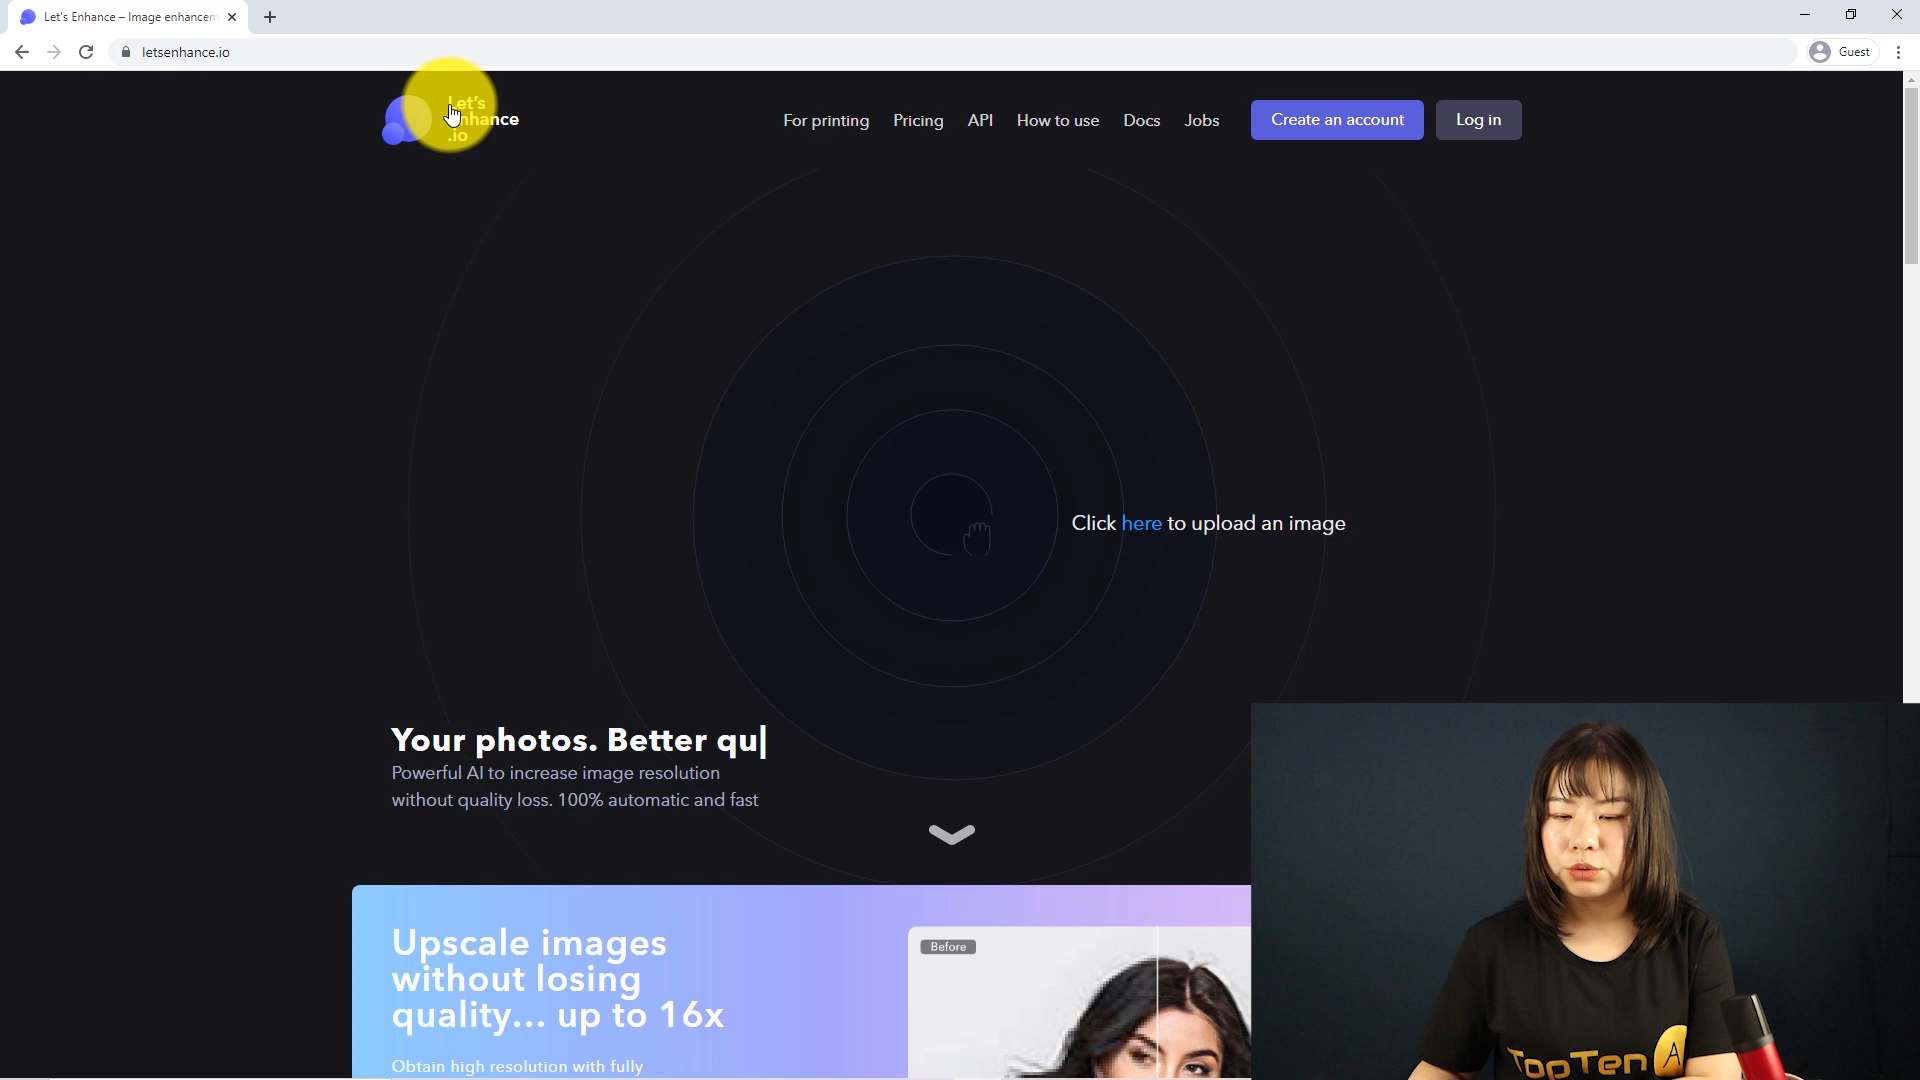 Let's Enhance – Image enhancem
letsenhance.io
Guest
Let's
Enhance
.io
For printing
Pricing
API
How to use
Docs
Jobs
Create an account
Log in
Click here to upload an image
Your photos. Better qu
Powerful AI to increase image resolution
without quality loss. 100% automatic and fast
Upscale images
without losing
quality... up to 16x
Before
Obtain high resolution with fully
TopTen A